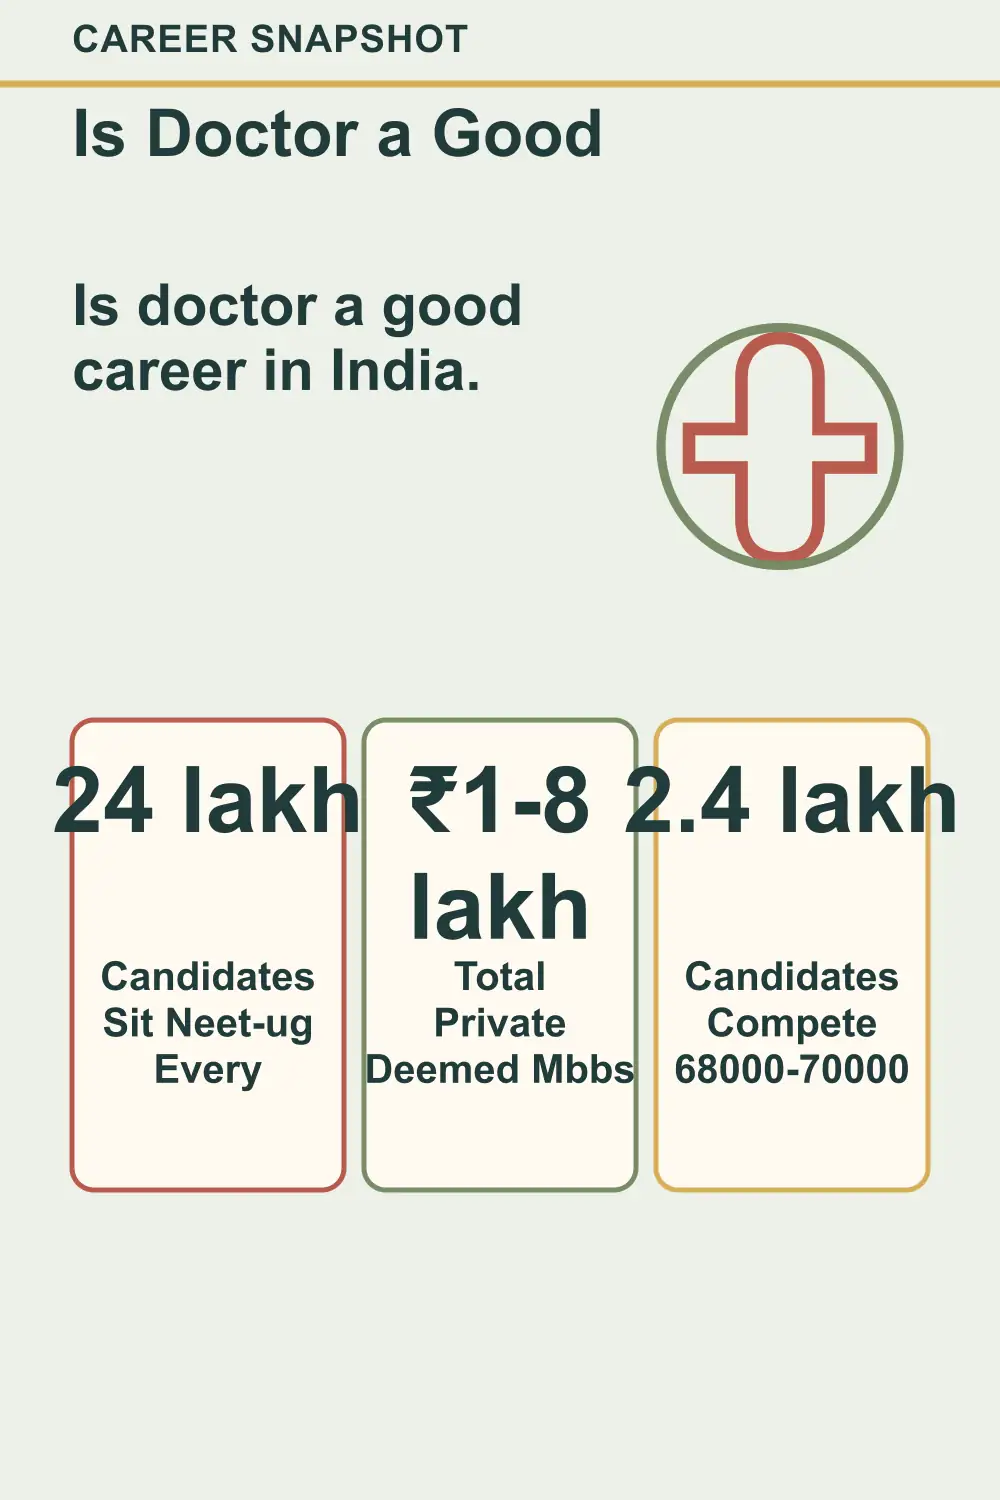 CAREER SNAPSHOT
Is Doctor a Good
Is doctor a good
career in India.
24 lakh
Candidates
Sit Neet-ug
Every
₹1-8
lakh
Total
Private
Deemed Mbbs
2.4 lakh
Candidates
Compete
68000-70000